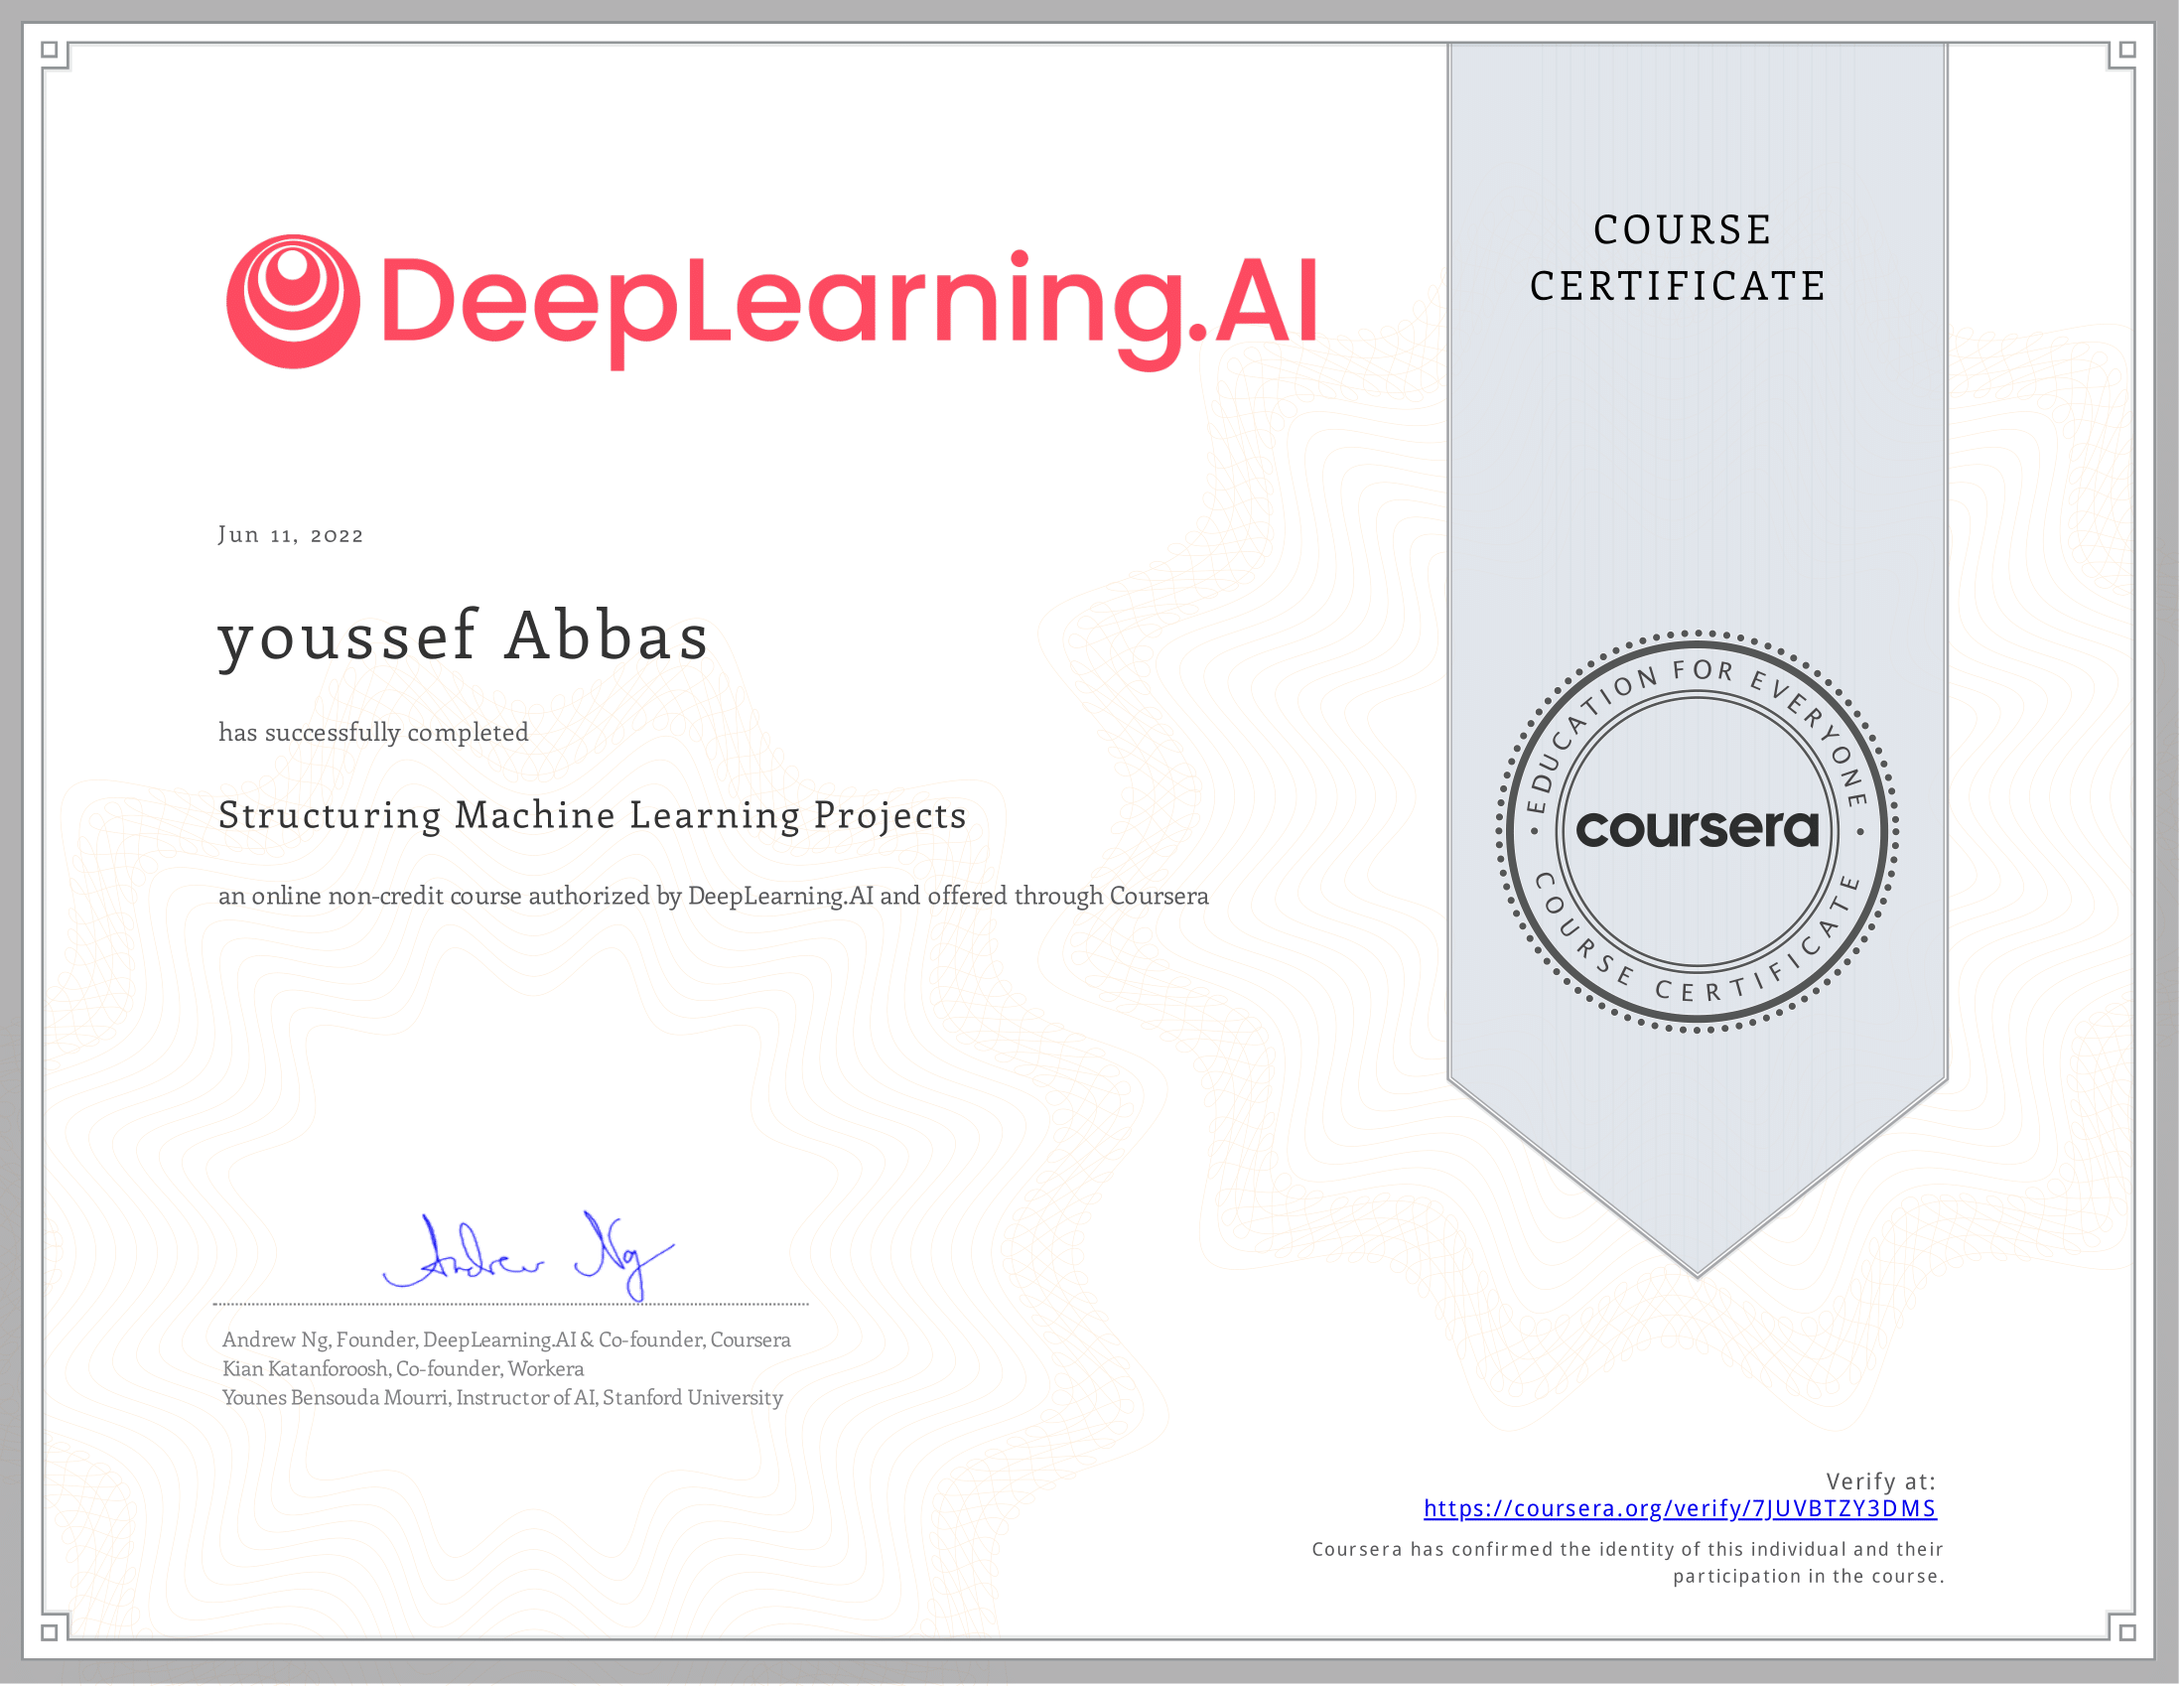 DeepLearning.AI
COURSE
CERTIFICATE
Jun 11, 2022
youssef Abbas
has successfully completed
Structuring Machine Learning Projects
an online non-credit course authorized by DeepLearning.AI and offered through Coursera
EDUCATION FOR EVERYONE
coursera
COURSE CERTIFICATE
Andrew Ng
Andrew Ng, Founder, DeepLearning.AI & Co-founder, Coursera
Kian Katanforoosh, Co-founder, Workera
Younes Bensouda Mourri, Instructor of AI, Stanford University
Verify at:
https://coursera.org/verify/7JUVBTZY3DMS
Coursera has confirmed the identity of this individual and their
participation in the course.